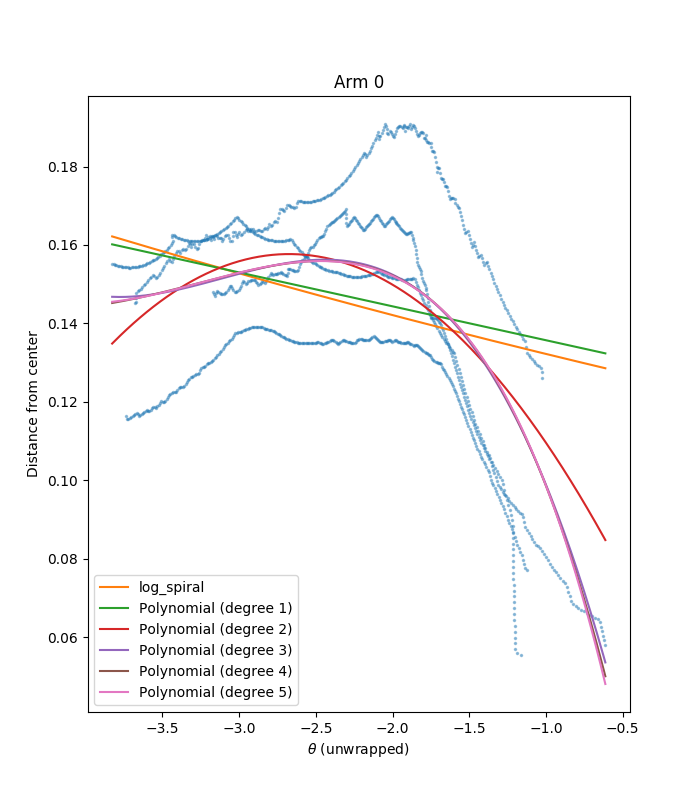 Arm 0
Distance from center
0.18
0.16
0.14
0.12
0.10
0.08
0.06
log_spiral
Polynomial (degree 1)
Polynomial (degree 2)
Polynomial (degree 3)
Polynomial (degree 4)
Polynomial (degree 5)
−3.5 −3.0 −2.5 −2.0 −1.5 −1.0 −0.5
θ (unwrapped)